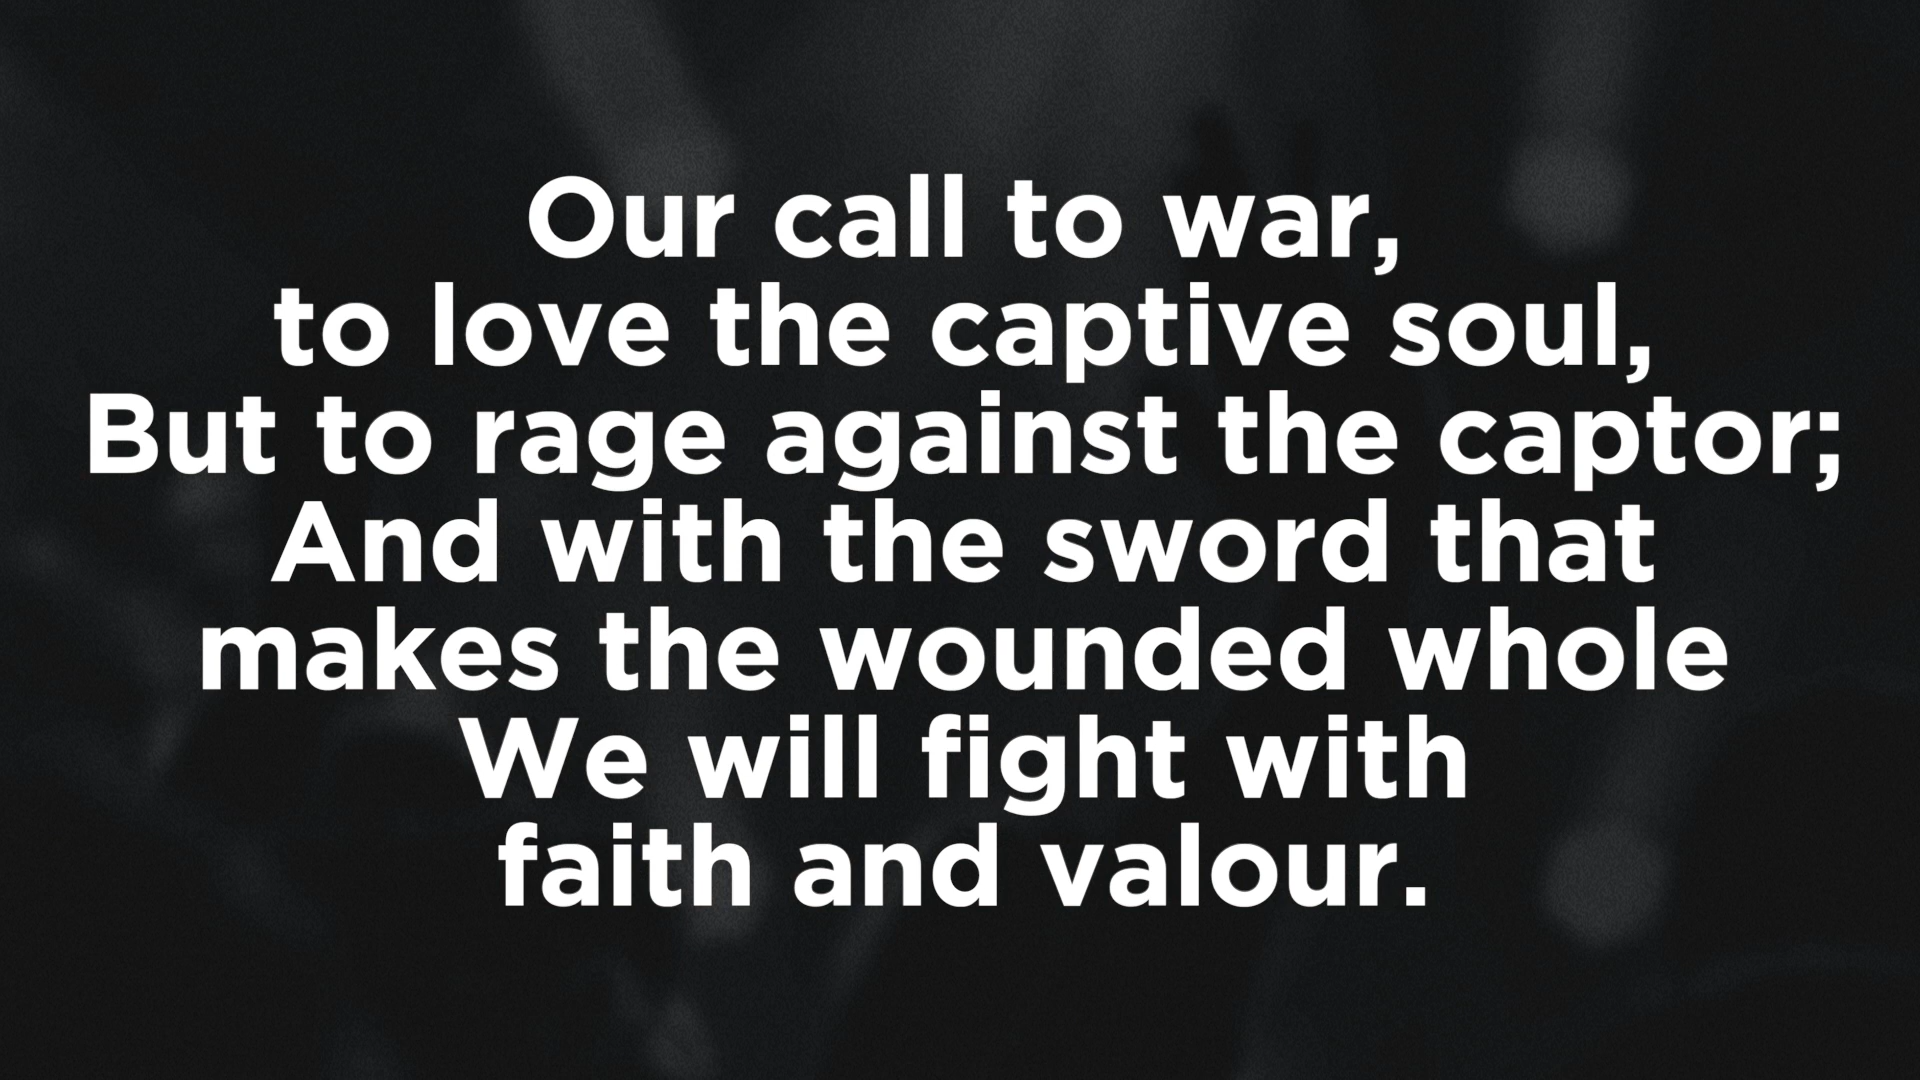 Our call to war,
to love the captive soul,
But to rage against the captor;
And with the sword that
makes the wounded whole
We will fight with
faith and valour.